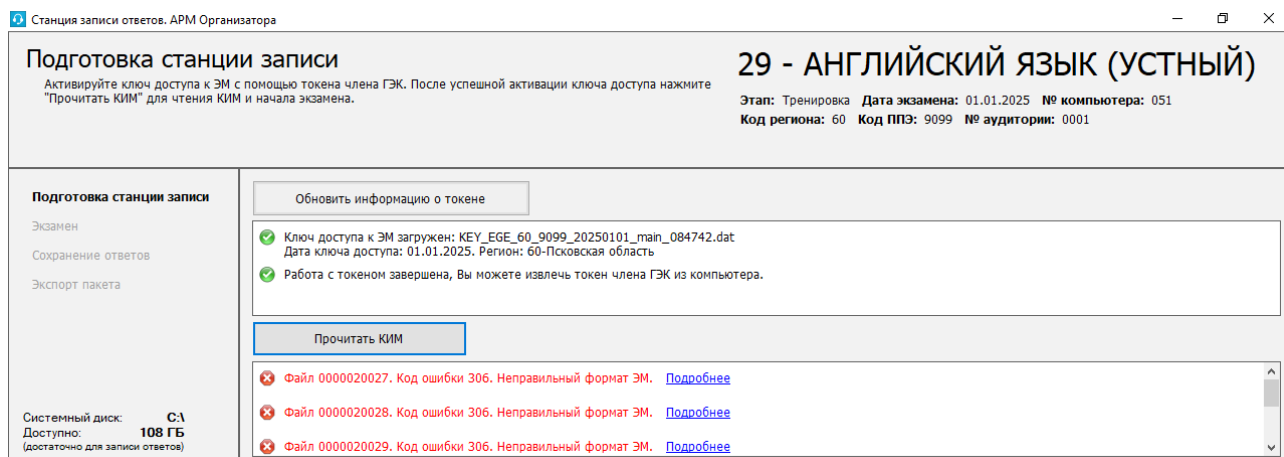 Станция записи ответов. АРМ Организатора
Подготовка станции записи
Активируйте ключ доступа к ЭМ с помощью токена члена ГЭК. После успешной активации ключа доступа нажмите
"Прочитать КИМ" для чтения КИМ и начала экзамена.
29 - АНГЛИЙСКИЙ ЯЗЫК (УСТНЫЙ)
Этап: Тренировка Дата экзамена: 01.01.2025 № компьютера: 051
Код региона: 60 Код ППЭ: 9099 № аудитории: 0001
Подготовка станции записи
Экзамен
Сохранение ответов
Экспорт пакета
Системный диск: C:\
Доступно: 108 ГБ
(достаточно для записи ответов)
Обновить информацию о токене
Ключ доступа к ЭМ загружен: KEY_EGE_60_9099_20250101_main_084742.dat
Дата ключа доступа: 01.01.2025. Регион: 60-Псковская область
Работа с токеном завершена, Вы можете извлечь токен члена ГЭК из компьютера.
Прочитать КИМ
Файл 0000020027. Код ошибки 306. Неправильный формат ЭМ. Подробнее
Файл 0000020028. Код ошибки 306. Неправильный формат ЭМ. Подробнее
Файл 0000020029. Код ошибки 306. Неправильный формат ЭМ. Подробнее